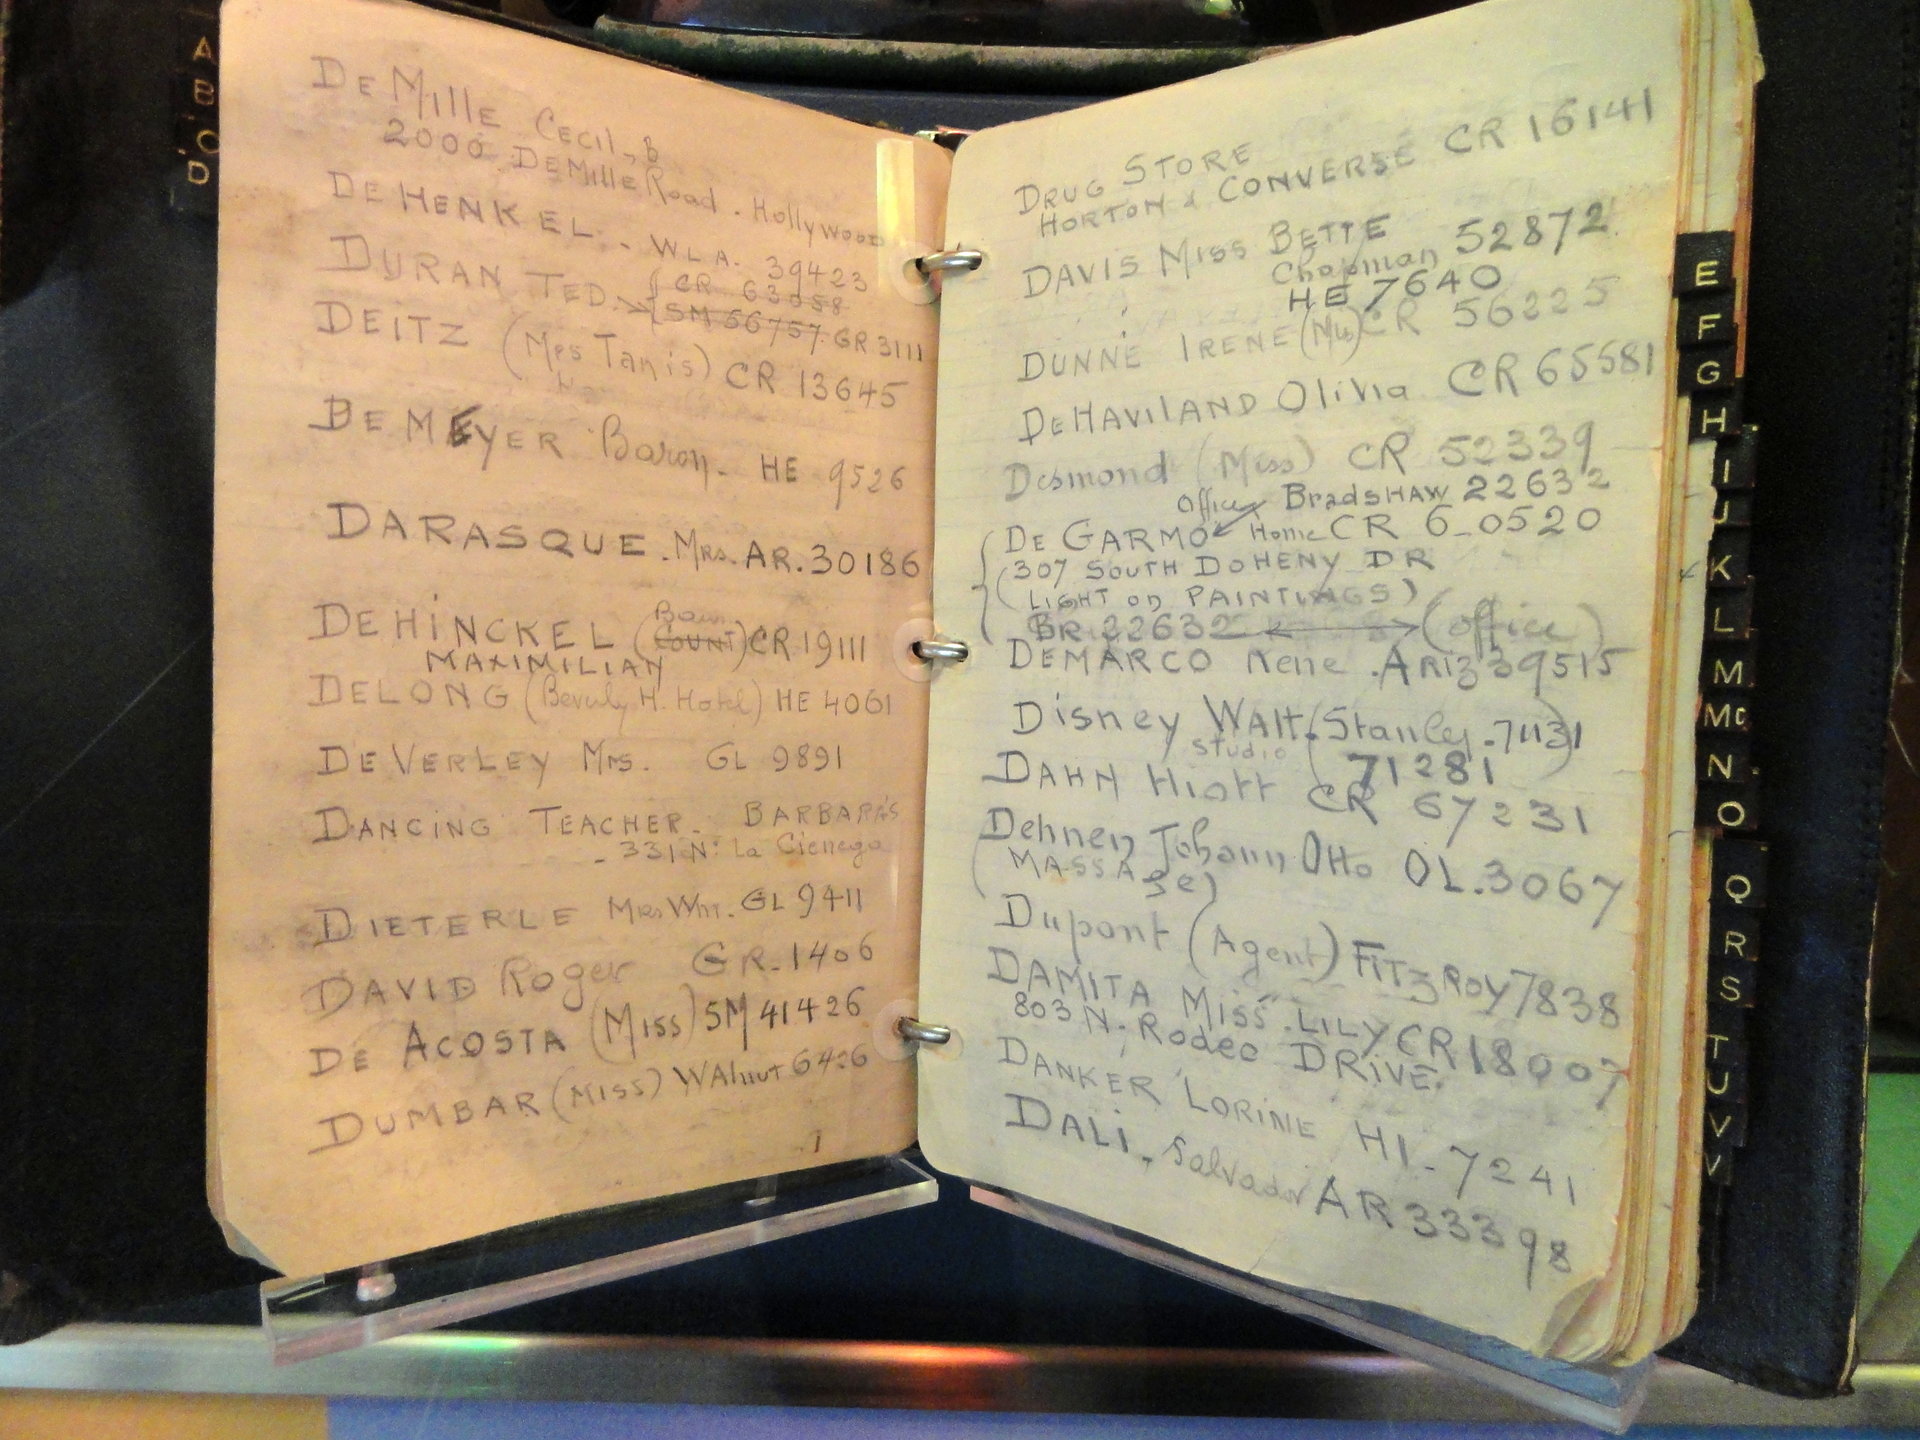 A
B
C
D
DEMille CECIL, B
2000 DEMille Road. Hollywood
DEHENKEL. - WLA. 39423
DURAN TED. CR 63058
SM 56757 GR 3111
DEITZ (Mrs Tanis) CR 13645
DE MEYER Baron. HE 9526
DARASQUE. Mrs. AR. 30186
DEHINCKEL (COUNT) CR 19111
MAXIMILIAN
DELONG (Beverly H. Hotel) HE 4061
DEVERLEY Mrs. GL 9891
DANCING TEACHER. BARBARA'S
- 331 N. La Cienega
DIETERLE Mrs Wm. GL 9411
DAVID Roger GR. 1406
DE ACOSTA (Miss) SM 41426
DUMBAR (MISS) WAlnut 6426
DRUG STORE
HORTON & CONVERSE CR 16141
DAVIS Miss BETTE
Chapman 52872
HE 7640
DUNNE IRENE CR 56225
DEHAVILAND Olivia CR 65581
Desmond (Miss) CR 52339
Office Bradshaw 22632
DE GARMO Home CR 6-0520
(307 SOUTH DOHENY DR
(LIGHT on PAINTINGS)
BR 22632 (office)
DEMARCO Rene. ARIZ 39515
Disney WAlt. (Stanley. 71131)
Studio 71281
DAHN Hiott CR 67231
Dehnen Johann Otto OL. 3067
(MASSAge)
Dupont (Agent) FITZROY 7838
DAMITA MISS. LILY CR 18007
803 N. Rodeo DRIVE.
DANKER LORINE HI. 7241
DALI - Salvador AR 33398
E
F
G
H
I
J
K
L
M
Mc
N
O
Q
R
S
T
U
V